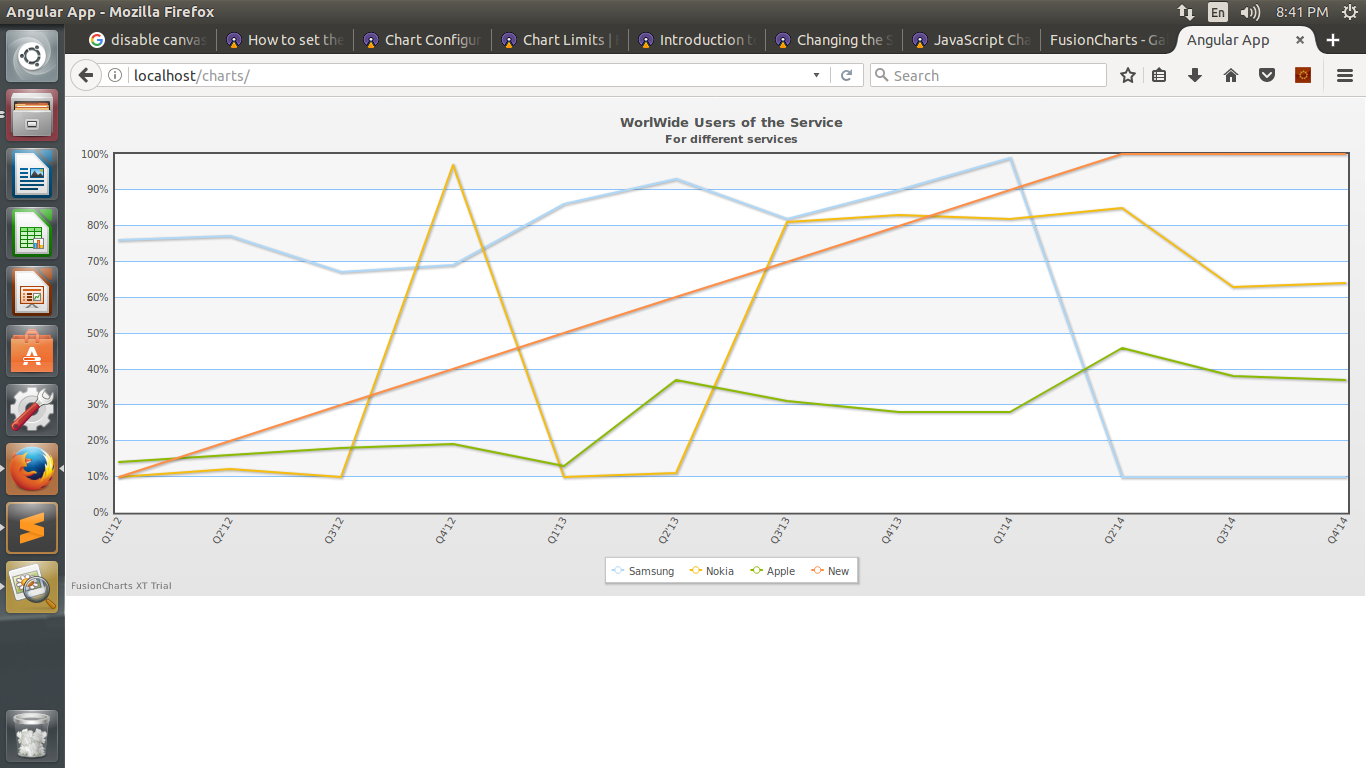 Angular App - Mozilla Firefox
En 8:41 PM
disable canvas How to set the Chart Configur Chart Limits | Introduction t Changing the S JavaScript Cha FusionCharts - Ga Angular App
localhost/charts/
Search
WorlWide Users of the Service
For different services
100%
90%
80%
70%
60%
50%
40%
30%
20%
10%
0%
Q1'12 Q2'12 Q3'12 Q4'12 Q1'13 Q2'13 Q3'13 Q4'13 Q1'14 Q2'14 Q3'14 Q4'14
Samsung Nokia Apple New
FusionCharts XT Trial